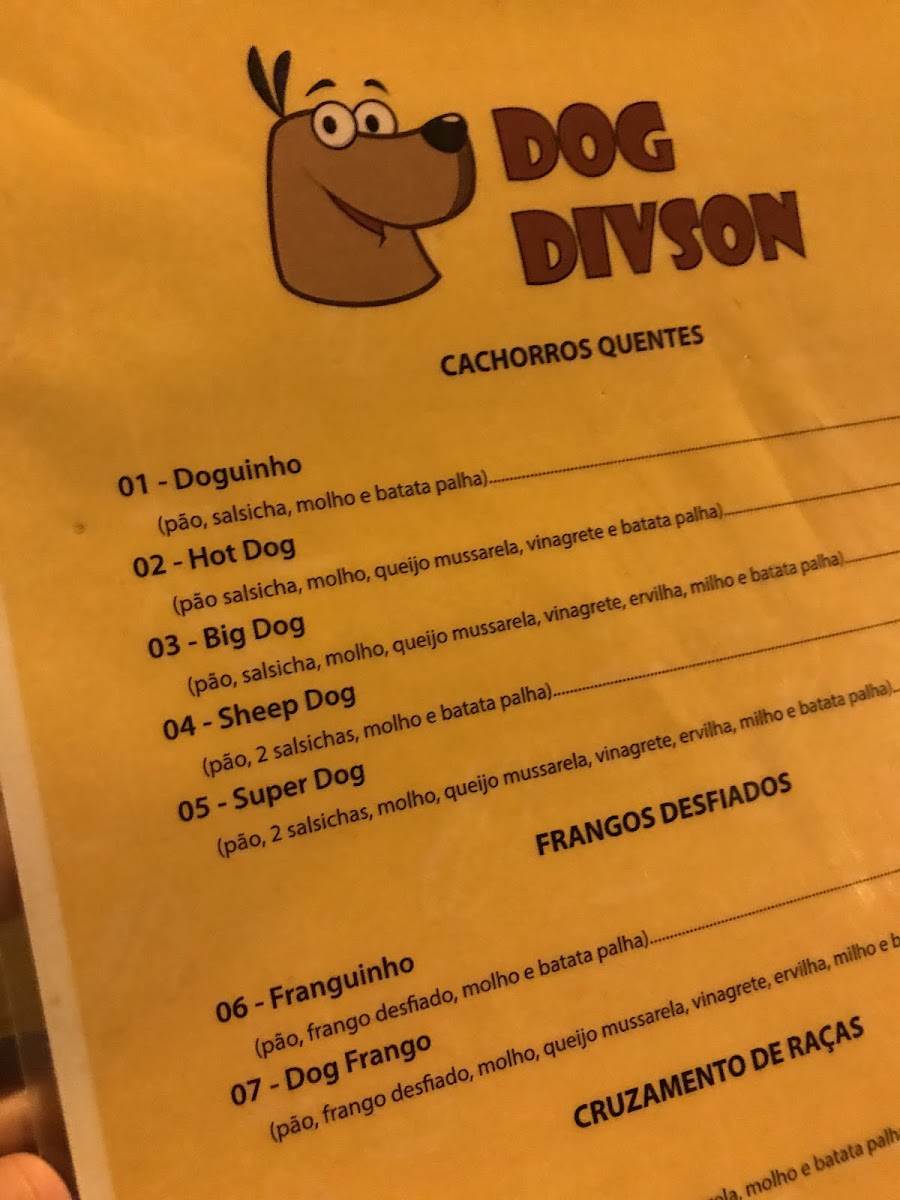 DOG
DIVSON
CACHORROS QUENTES
01 - Doguinho
(pão, salsicha, molho e batata palha)
02 - Hot Dog
(pão salsicha, molho, queijo mussarela, vinagrete e batata palha)
03 - Big Dog
(pão, salsicha, molho, queijo mussarela, vinagrete, ervilha, milho e batata palha)
04 - Sheep Dog
(pão, 2 salsichas, molho e batata palha)
05 - Super Dog
(pão, 2 salsichas, molho, queijo mussarela, vinagrete, ervilha, milho e batata palha)
FRANGOS DESFIADOS
06 - Franguinho
(pão, frango desfiado, molho e batata palha)
07 - Dog Frango
(pão, frango desfiado, molho, queijo mussarela, vinagrete, ervilha, milho e b
CRUZAMENTO DE RAÇAS
molho e batata palh